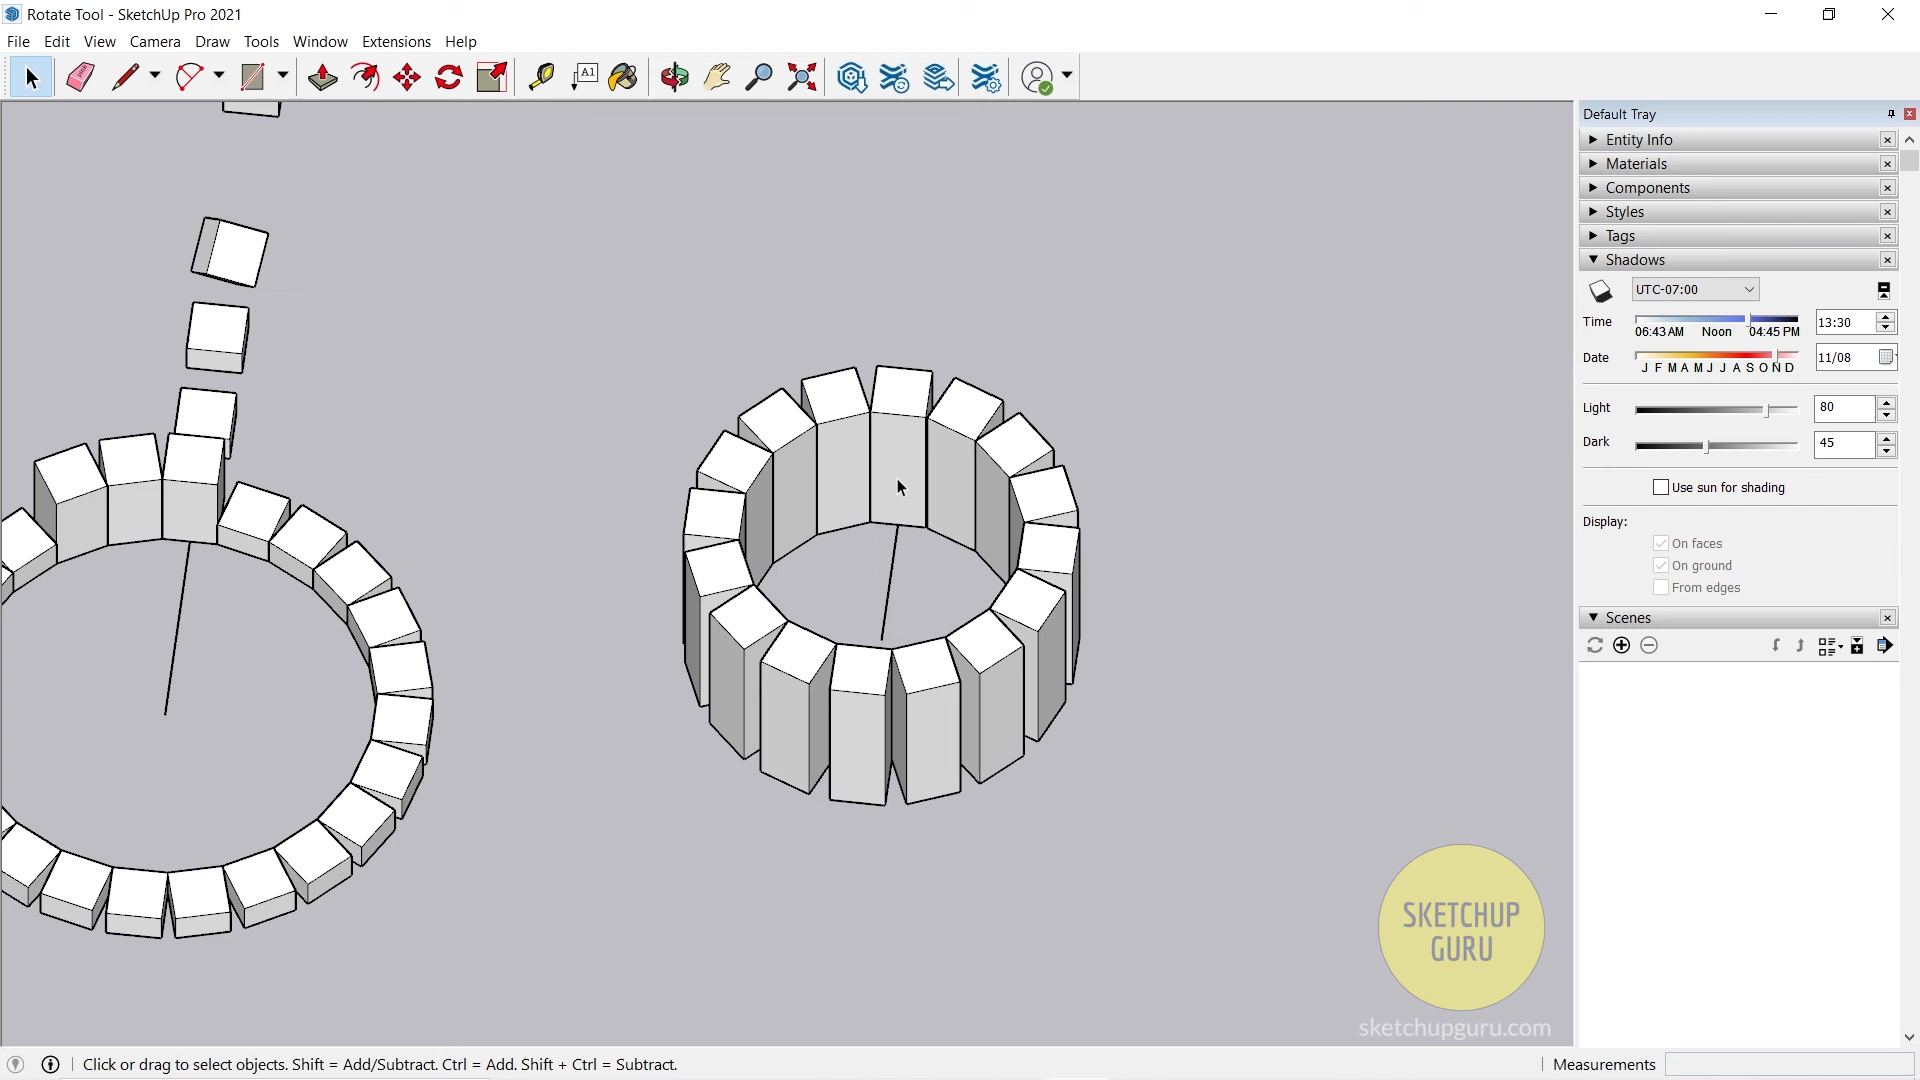 Rotate Tool - SketchUp Pro 2021
File Edit View Camera Draw Tools Window Extensions Help
A1
Default Tray
Entity Info
Materials
Components
Styles
Tags
Shadows
UTC-07:00
Time 13:30
06:43 AM Noon 04:45 PM
Date 11/08
J F M A M J J A S O N D
Light 80
Dark 45
Use sun for shading
Display:
On faces
On ground
From edges
Scenes
SKETCHUP
GURU
sketchupguru.com
Click or drag to select objects. Shift = Add/Subtract. Ctrl = Add. Shift + Ctrl = Subtract.
Measurements